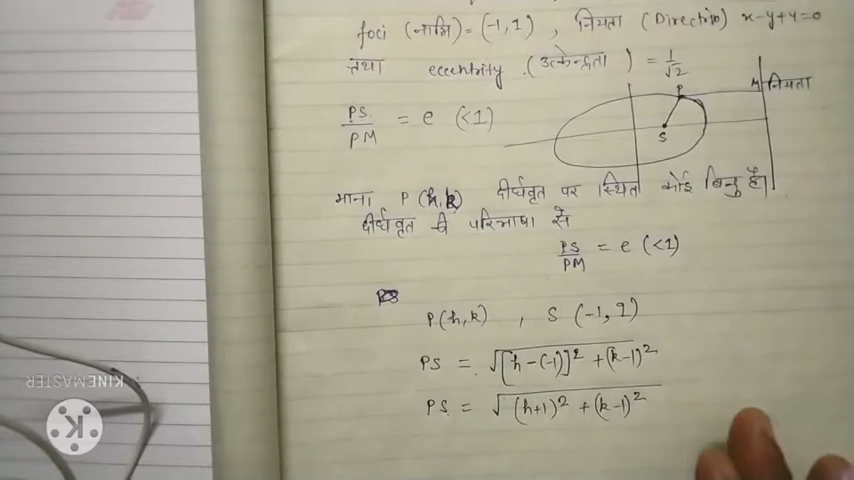 foci (नाभि) = (-1, 1) , नियता (Directrix) x-y+4=0
तथा eccentrity (उत्केन्द्रता) = 1/√2
PS/PM = e (<1)
P
M नियता
S
माना P(h,k) दीर्घवृत पर स्थित कोई बिन्दु है।
दीर्घवृत की परिभाषा से
PS/PM = e (<1)
P(h,k) , S (-1, 1)
PS = √[h-(-1)]² + (k-1)²
PS = √(h+1)² + (k-1)²
KINEMASTER
K